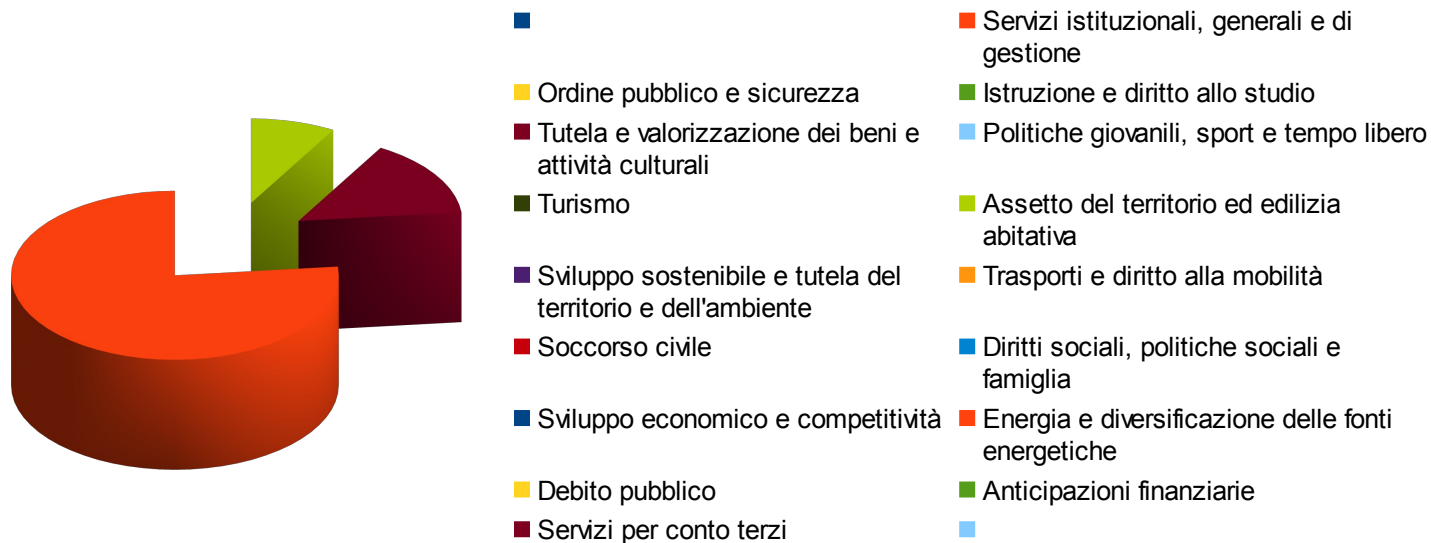 Servizi istituzionali, generali e di
gestione
Ordine pubblico e sicurezza
Istruzione e diritto allo studio
Tutela e valorizzazione dei beni e
attività culturali
Politiche giovanili, sport e tempo libero
Turismo
Assetto del territorio ed edilizia
abitativa
Sviluppo sostenibile e tutela del
territorio e dell'ambiente
Trasporti e diritto alla mobilità
Soccorso civile
Diritti sociali, politiche sociali e
famiglia
Sviluppo economico e competitività
Energia e diversificazione delle fonti
energetiche
Debito pubblico
Anticipazioni finanziarie
Servizi per conto terzi